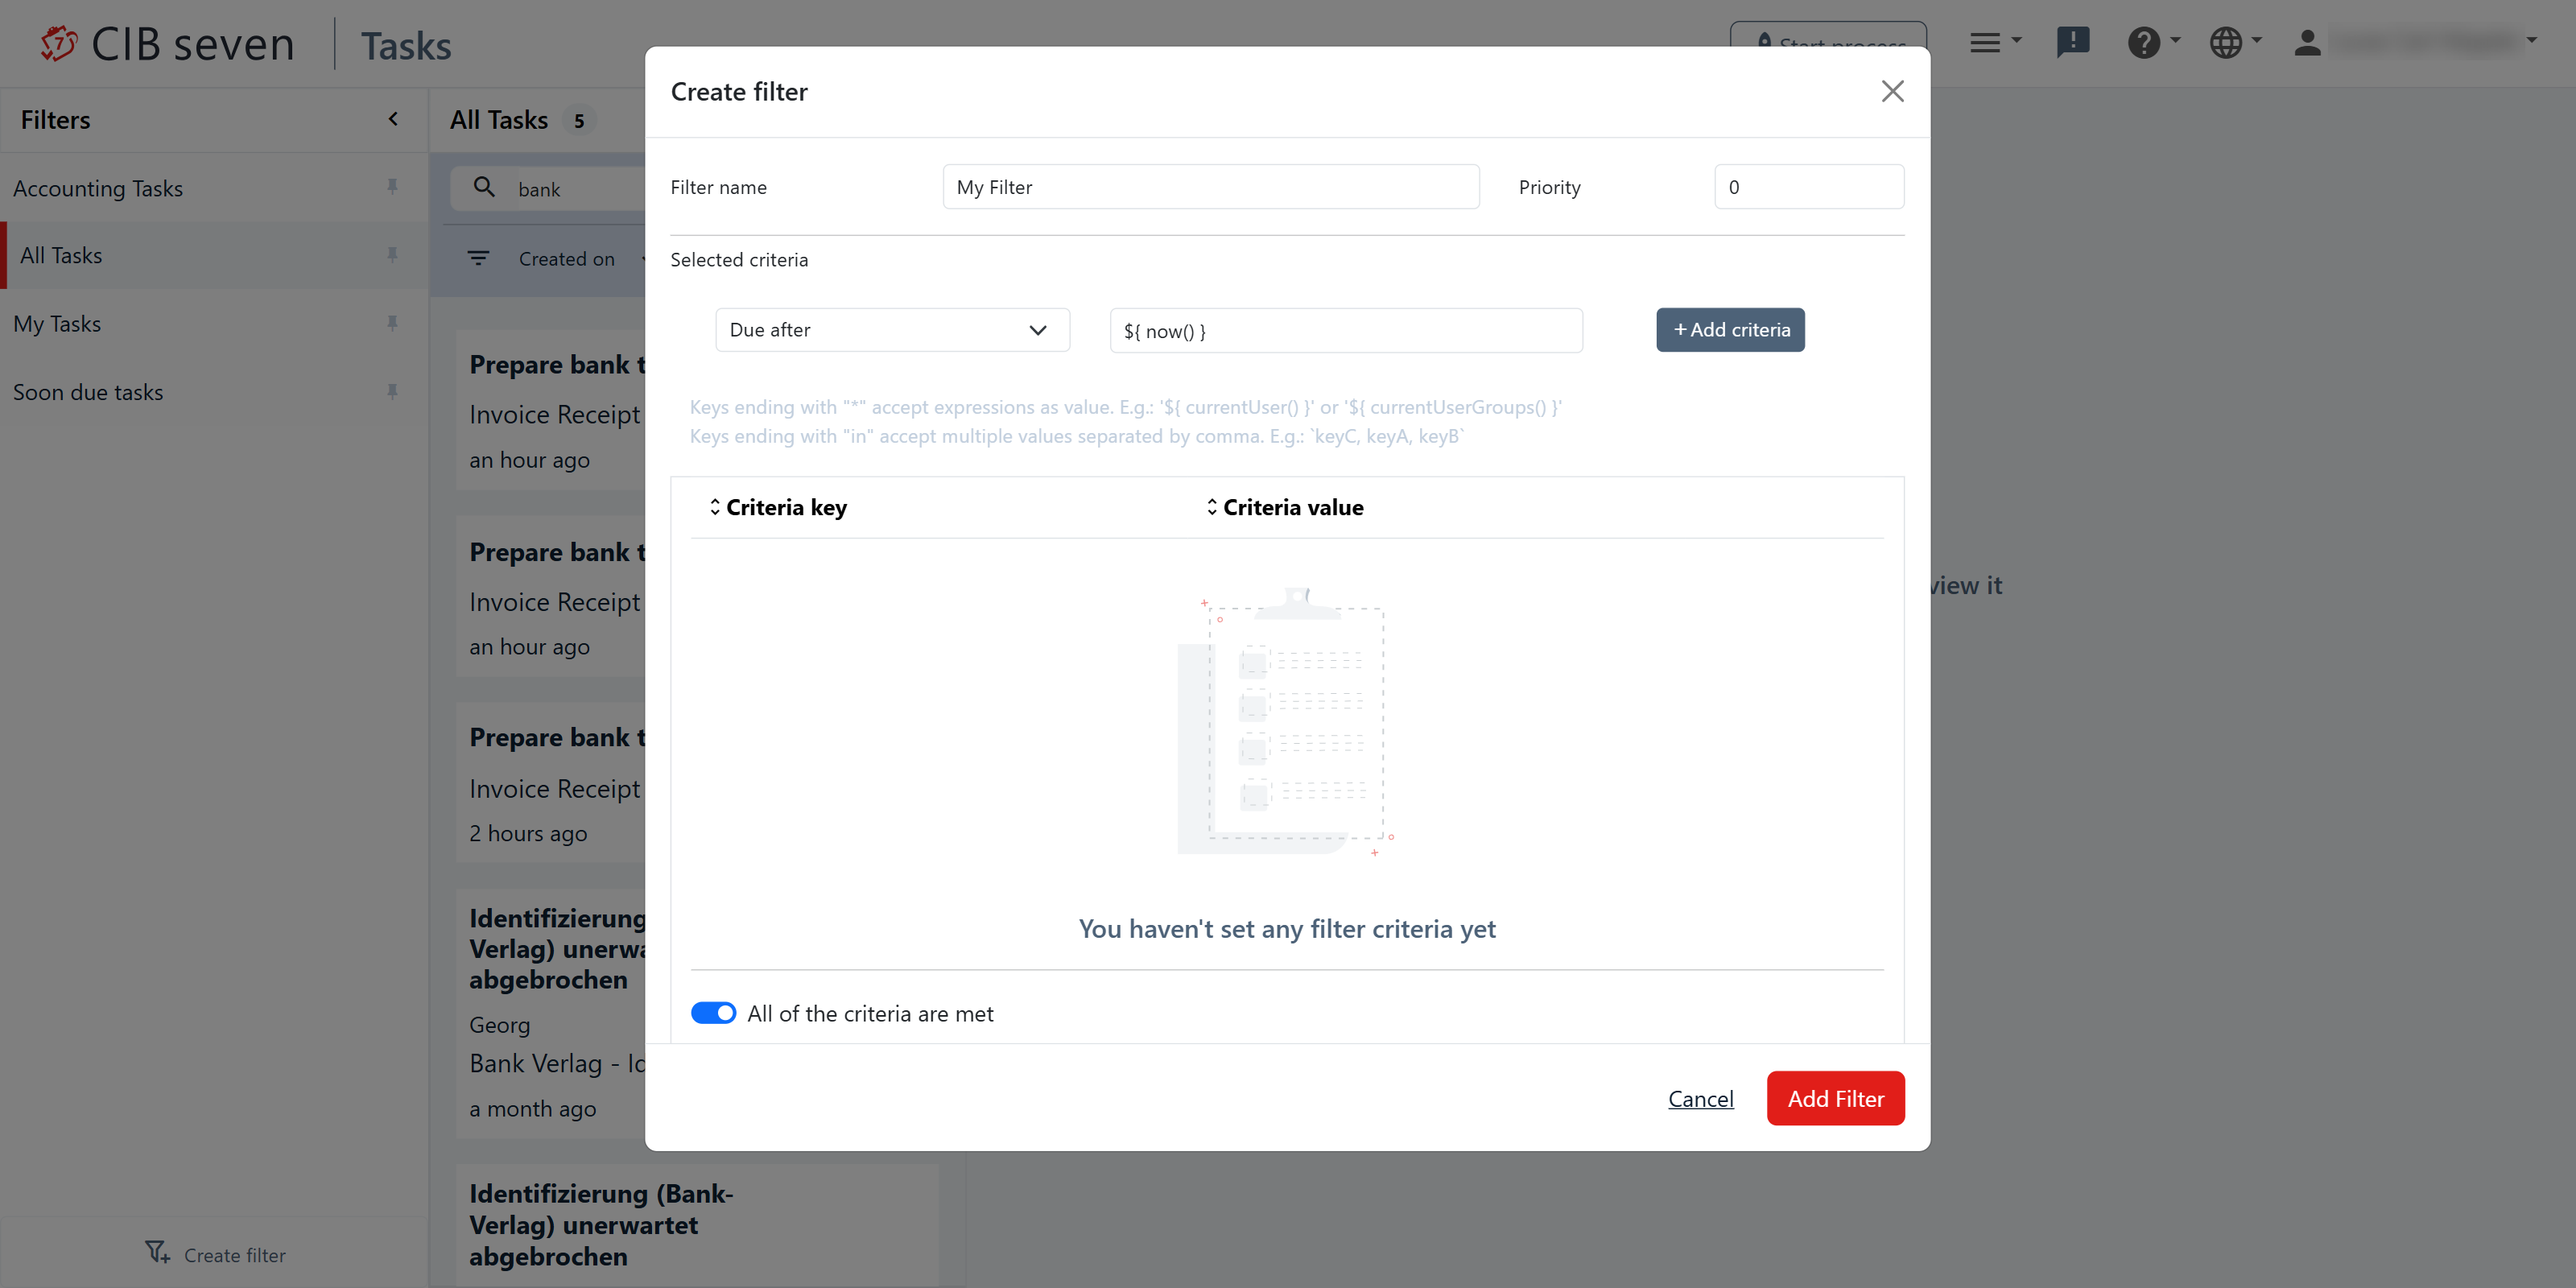 CIB seven
Tasks
Start process
Filters
Accounting Tasks
All Tasks
My Tasks
Soon due tasks
Create filter
All Tasks 5
bank
Created on
Prepare bank t
Invoice Receipt
an hour ago
Prepare bank t
Invoice Receipt
an hour ago
Prepare bank t
Invoice Receipt
2 hours ago
Identifizierung
Verlag) unerwa
abgebrochen
Georg
Bank Verlag - Id
a month ago
Identifizierung (Bank-
Verlag) unerwartet
abgebrochen
Create filter
Filter name
My Filter
Priority
0
Selected criteria
Due after
${ now() }
+ Add criteria
Keys ending with "*" accept expressions as value. E.g.: '${ currentUser() }' or '${ currentUserGroups() }'
Keys ending with "in" accept multiple values separated by comma. E.g.: `keyC, keyA, keyB`
Criteria key
Criteria value
You haven't set any filter criteria yet
All of the criteria are met
Cancel
Add Filter
view it